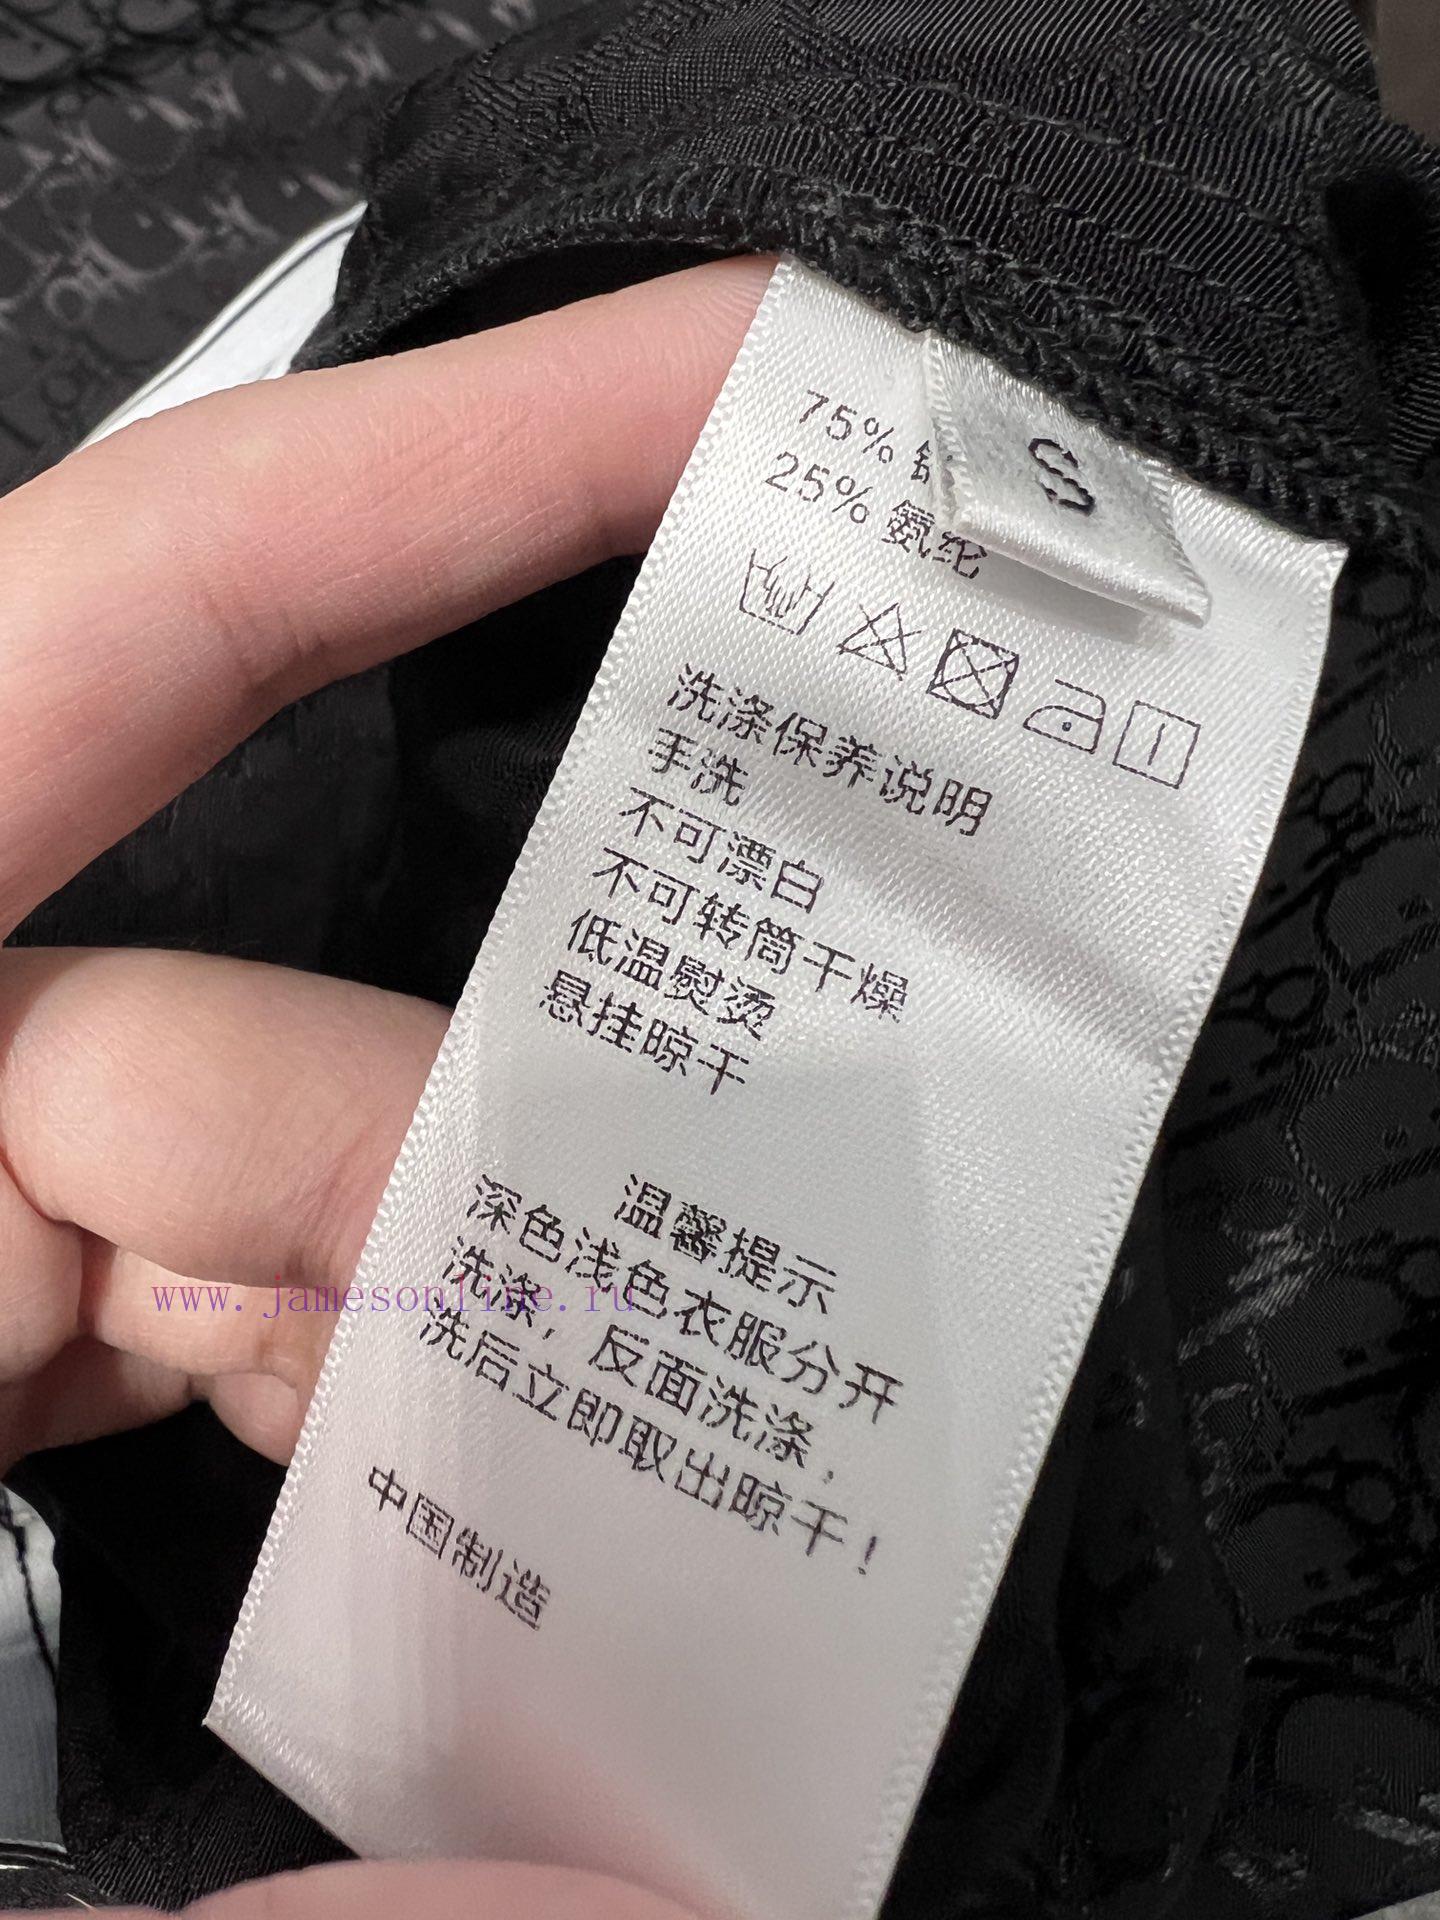 S
75%
25% 氨纶
洗涤保养说明
手洗
不可漂白
不可转筒干燥
低温熨烫
悬挂晾干
温馨提示
深色浅色衣服分开
洗涤，反面洗涤，
洗后立即取出晾干！
中国制造
www.jamesonline.ru